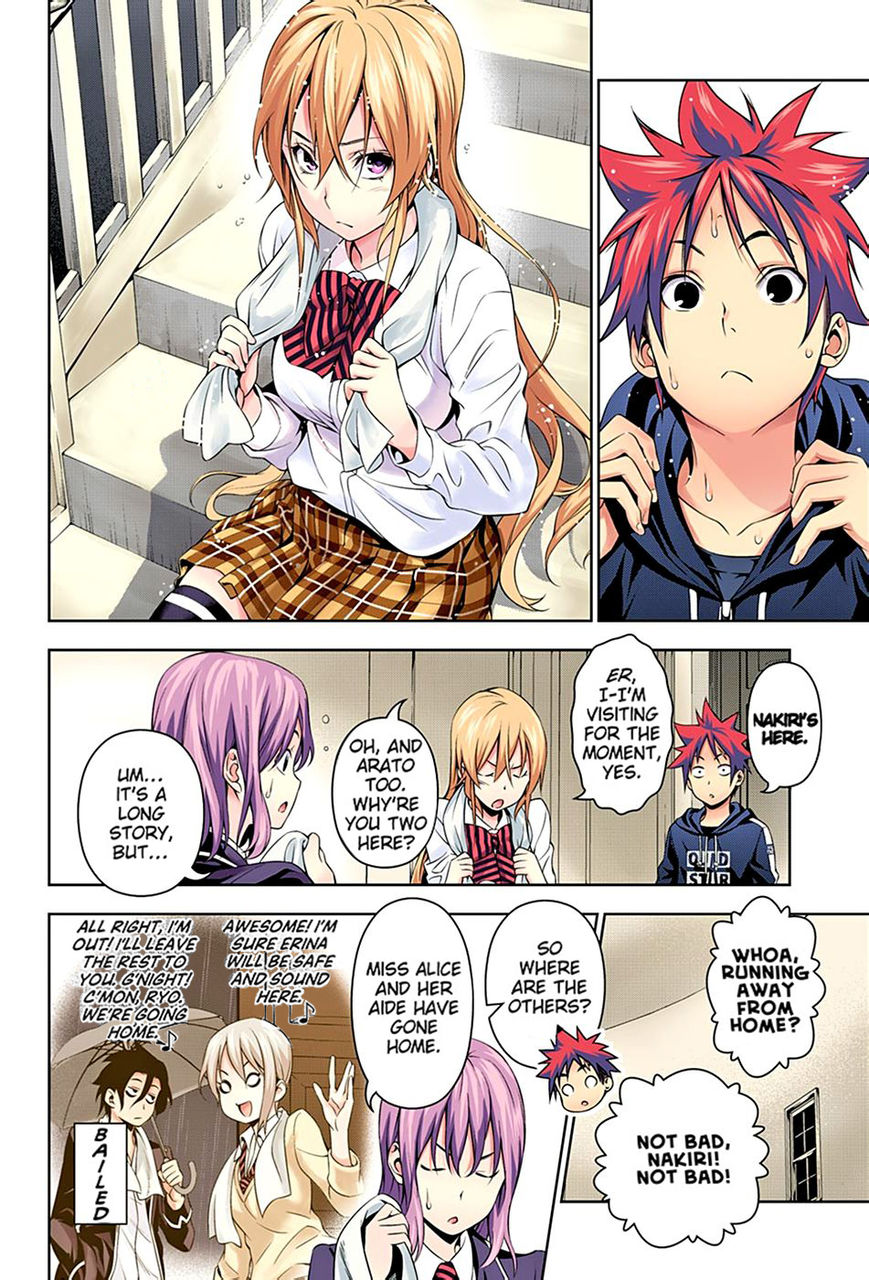 NAKIRI'S
HERE.
ER,
I-I'M
VISITING
FOR THE
MOMENT,
YES.
OH, AND
ARATO
TOO.
WHY'RE
YOU TWO
HERE?
UM...
IT'S A
LONG
STORY,
BUT...
QUAD
STAR
WHOA,
RUNNING
AWAY
FROM
HOME?
NOT BAD,
NAKIRI!
NOT BAD!
SO
WHERE
ARE THE
OTHERS?
MISS ALICE
AND HER
AIDE HAVE
GONE
HOME.
AWESOME! I'M
SURE ERINA
WILL BE SAFE
AND SOUND
HERE. ♪
ALL RIGHT, I'M
OUT! I'LL LEAVE
THE REST TO
YOU. G'NIGHT!
C'MON, RYO.
WE'RE GOING
HOME. ♪
BAILED